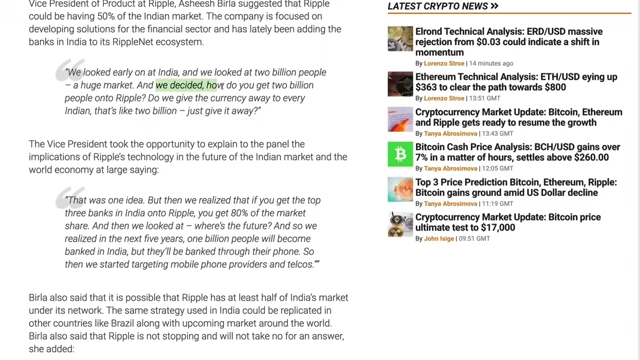 Vice President of Product at Ripple, Asheesh Birla suggested that Ripple
could be having 50% of the Indian market. The company is focused on
developing solutions for the financial sector and has lately been adding the
banks in India to its RippleNet ecosystem.
“We looked early on at India, and we looked at two billion people
– a huge market. And we decided, how do you get two billion
people onto Ripple? Do we give the currency away to every
Indian, that’s like two billion – just give it away?”
The Vice President took the opportunity to explain to the panel the
implications of Ripple’s technology in the future of the Indian market and the
world economy at large saying:
“That was one idea. But then we realized that if you get the top
three banks in India onto Ripple, you get 80% of the market
share. And then we looked at – where’s the future? And so we
realized in the next five years, one billion people will become
banked in India, but they’ll be banked through their phone. So
then we started targeting mobile phone providers and telcos.””
Birla also said that it is possible that Ripple has at least half of India’s market
under its network. The same strategy used in India could be replicated in
other countries like Brazil along with upcoming market around the world.
Birla also said that Ripple is not stopping and will not take no for an answer,
she added:
LATEST CRYPTO NEWS
Elrond Technical Analysis: ERD/USD massive
rejection from $0.03 could indicate a shift in
momentum
By Lorenzo Stroe | 14 minutes ago
Ethereum Technical Analysis: ETH/USD eying up
$363 to clear the path towards $800
By Lorenzo Stroe | 13:51 GMT
Cryptocurrency Market Update: Bitcoin, Ethereum
and Ripple gets ready to resume the growth
By Tanya Abrosimova | 13:43 GMT
Bitcoin Cash Price Analysis: BCH/USD gains over
7% in a matter of hours, settles above $260.00
By Tanya Abrosimova | 12:05 GMT
Top 3 Price Prediction Bitcoin, Ethereum, Ripple:
Bitcoin gains ground amid US Dollar decline
By Tanya Abrosimova | 11:19 GMT
Cryptocurrency Market Update: Bitcoin price
ultimate test to $17,000
By John Isige | 09:51 GMT